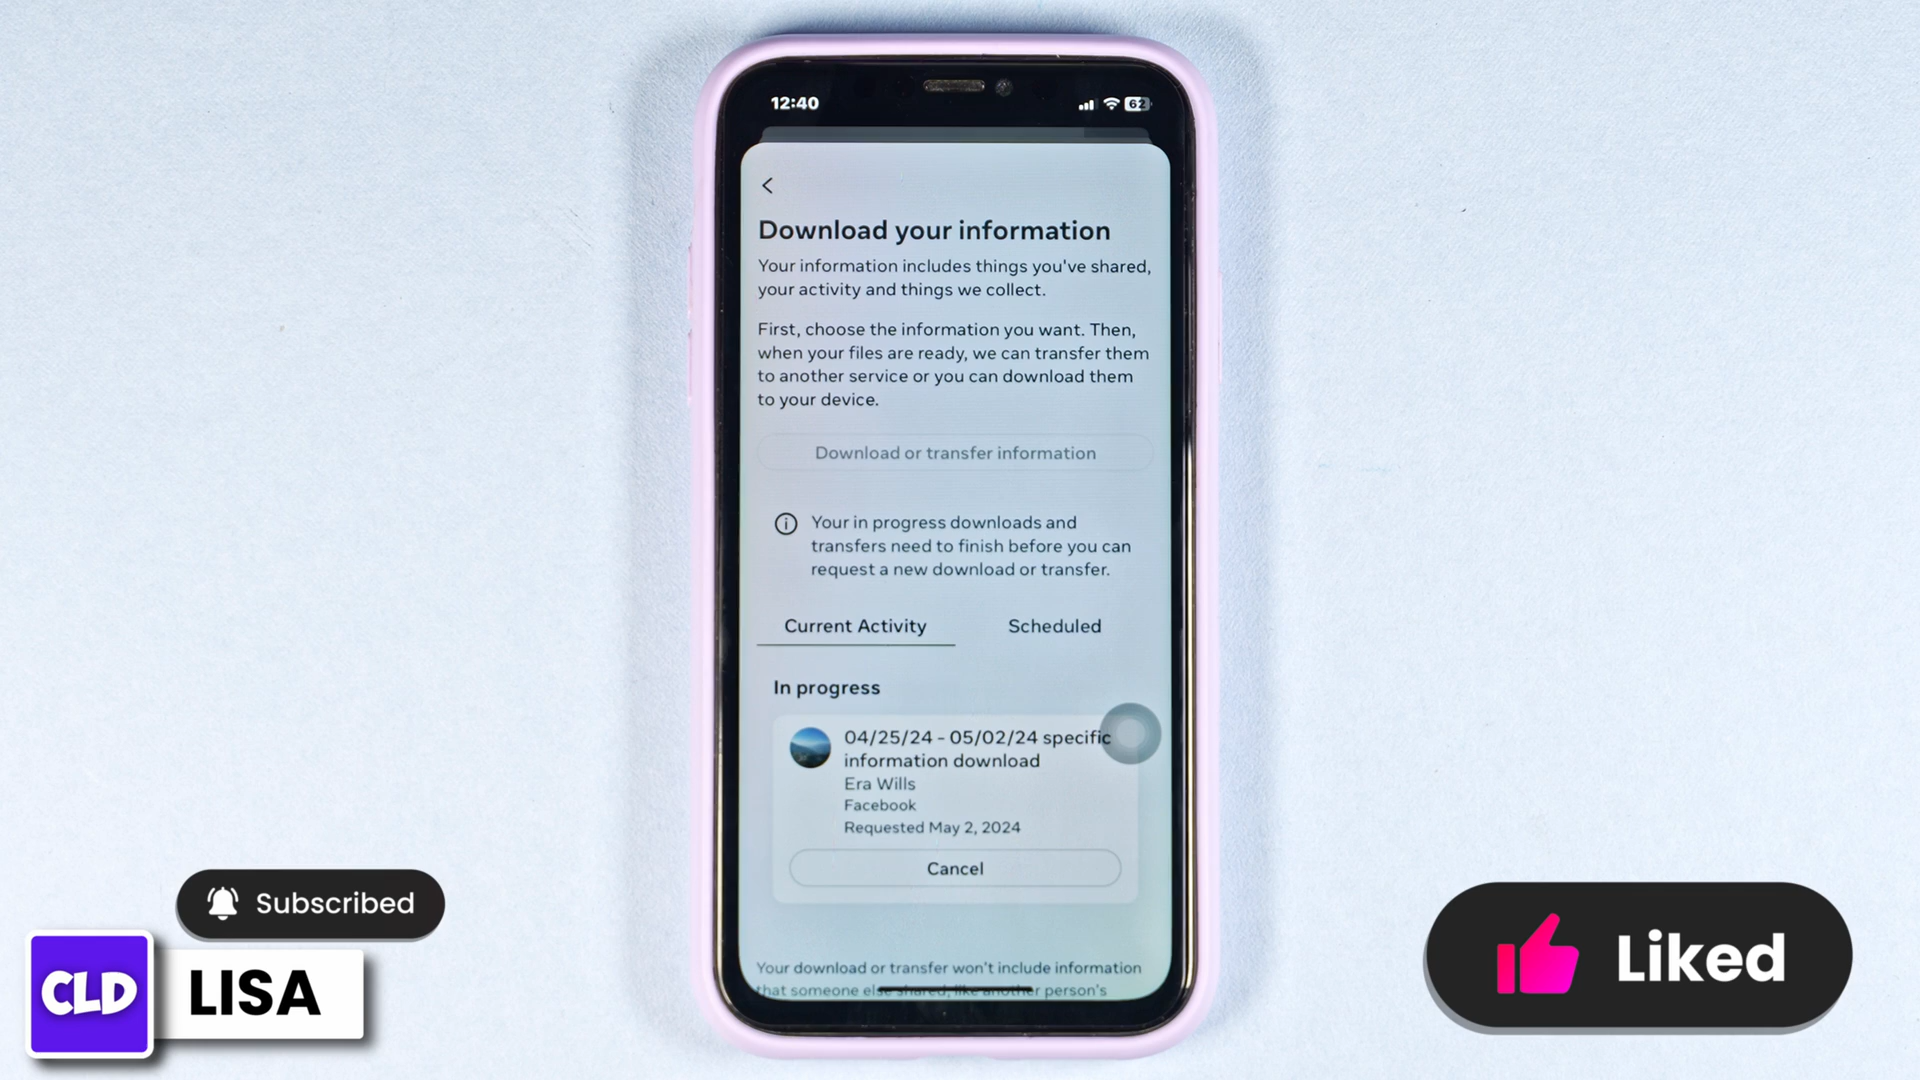 12:40
62
Download your information
Your information includes things you've shared,
your activity and things we collect.
First, choose the information you want. Then,
when your files are ready, we can transfer them
to another service or you can download them
to your device.
Download or transfer information
Your in progress downloads and
transfers need to finish before you can
request a new download or transfer.
Current Activity
Scheduled
In progress
04/25/24 - 05/02/24 specific
information download
Era Wills
Facebook
Requested May 2, 2024
Cancel
Your download or transfer won't include information
that someone else shared, like another person's
Subscribed
CLD
LISA
Liked